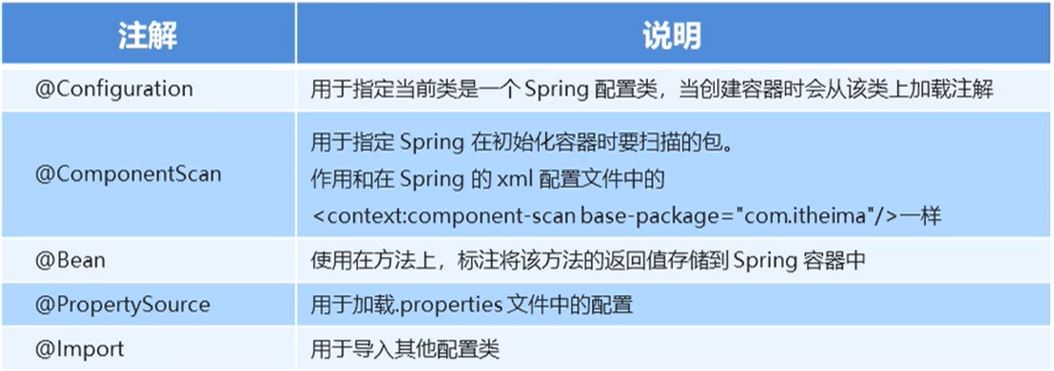 注解 说明
@Configuration 用于指定当前类是一个 Spring 配置类，当创建容器时会从该类上加载注解
@ComponentScan 用于指定 Spring 在初始化容器时要扫描的包。
作用和在 Spring 的 xml 配置文件中的
<context:component-scan base-package="com.itheima"/>一样
@Bean 使用在方法上，标注将该方法的返回值存储到 Spring 容器中
@PropertySource 用于加载.properties 文件中的配置
@Import 用于导入其他配置类